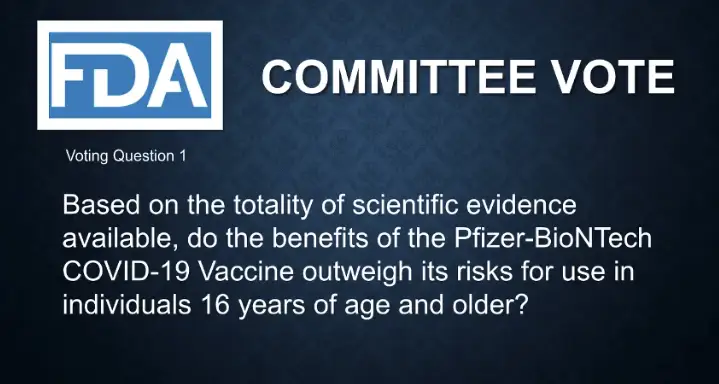 FDA
COMMITTEE VOTE
Voting Question 1
Based on the totality of scientific evidence
available, do the benefits of the Pfizer-BioNTech
COVID-19 Vaccine outweigh its risks for use in
individuals 16 years of age and older?